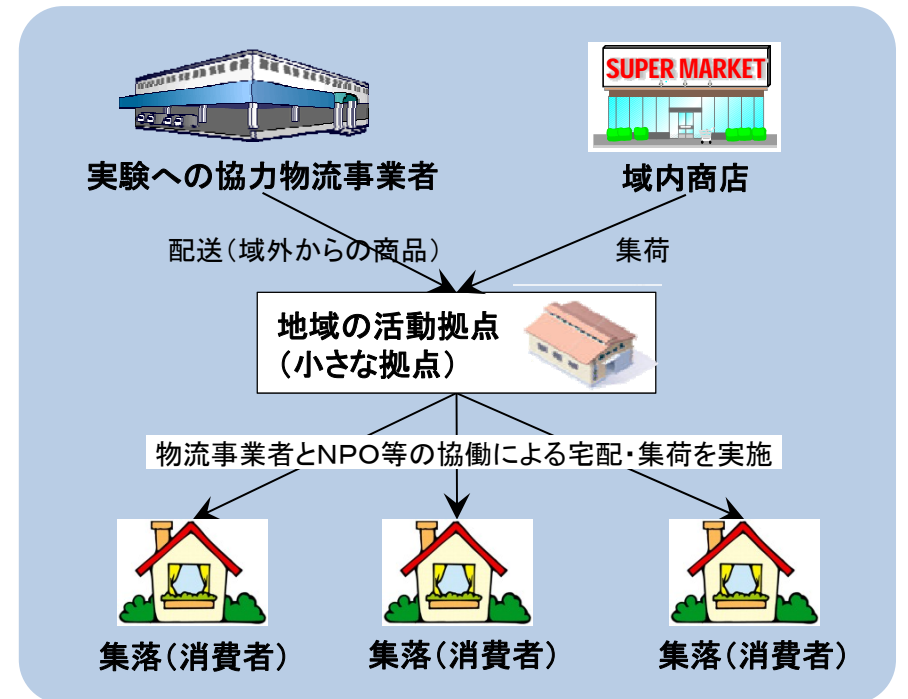 SUPER MARKET
実験への協力物流事業者
域内商店
配送（域外からの商品）
集荷
地域の活動拠点
（小さな拠点）
物流事業者とＮＰＯ等の協働による宅配・集荷を実施
集落（消費者）
集落（消費者）
集落（消費者）